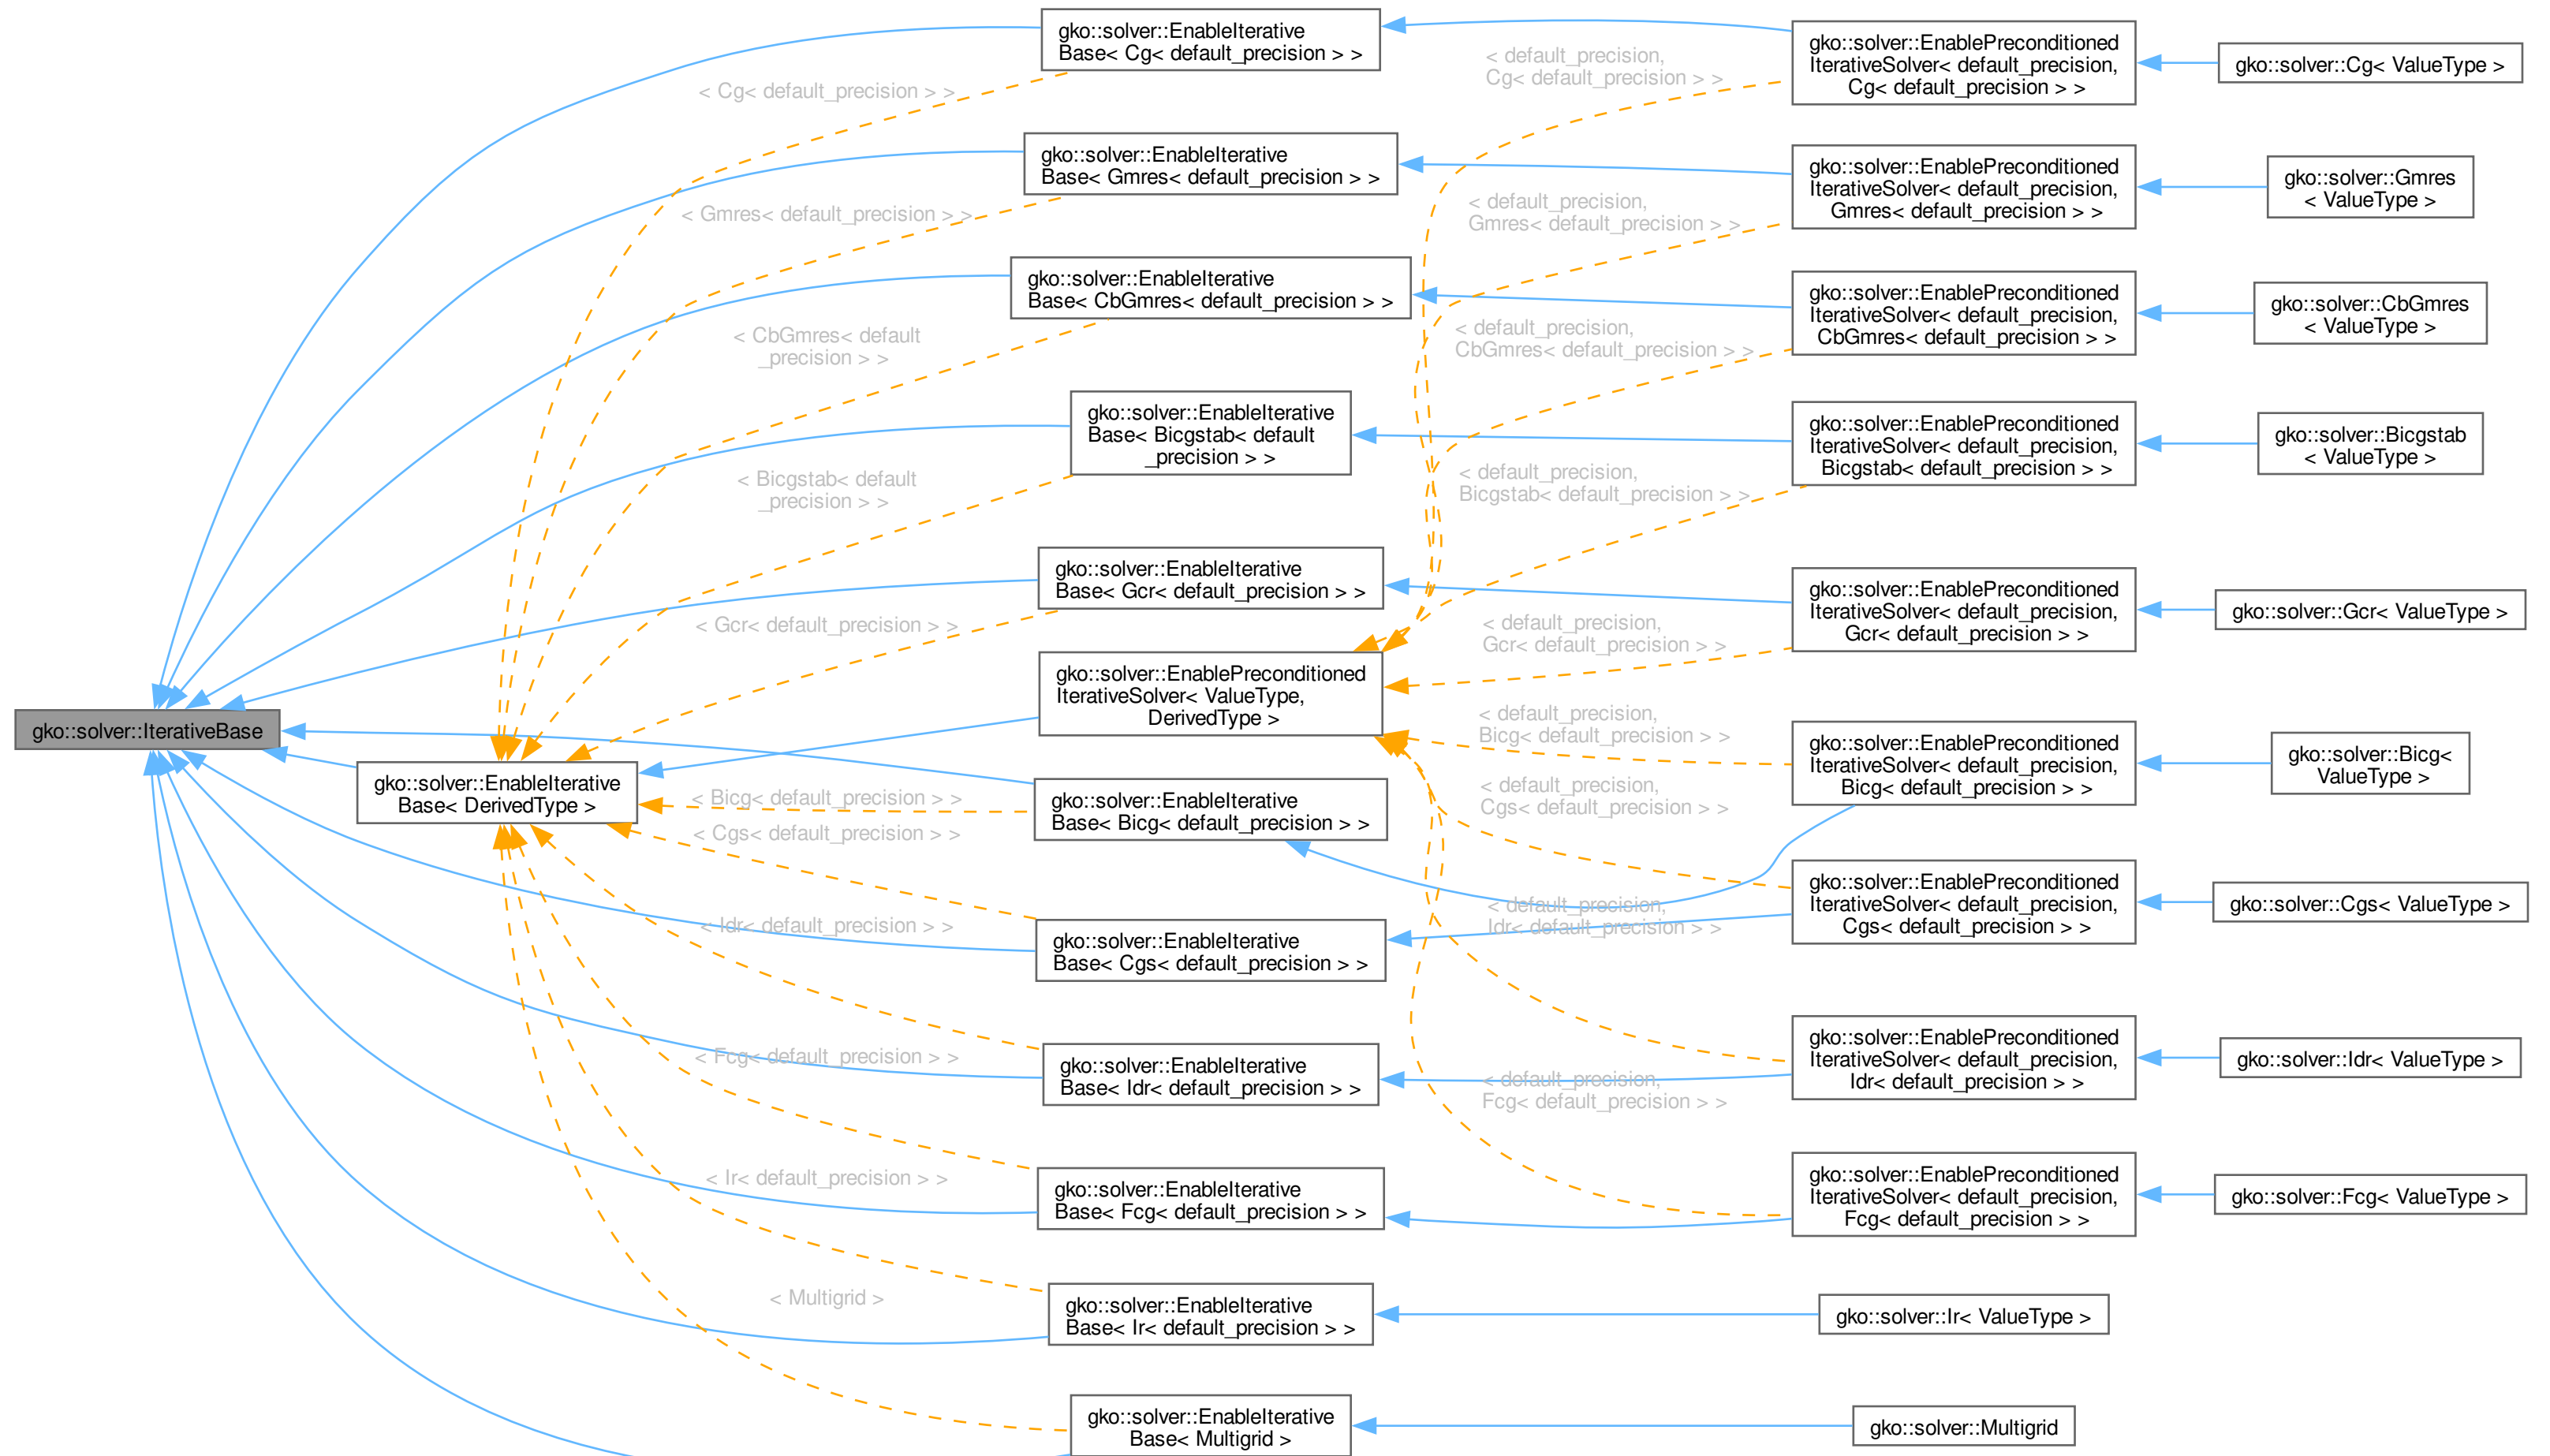 gko::solver::IterativeBase
gko::solver::EnableIterative
Base< DerivedType >
gko::solver::EnableIterative
Base< Cg< default_precision > >
gko::solver::EnableIterative
Base< Gmres< default_precision > >
gko::solver::EnableIterative
Base< CbGmres< default_precision > >
gko::solver::EnableIterative
Base< Bicgstab< default
_precision > >
gko::solver::EnableIterative
Base< Gcr< default_precision > >
gko::solver::EnablePreconditioned
IterativeSolver< ValueType,
DerivedType >
gko::solver::EnableIterative
Base< Bicg< default_precision > >
gko::solver::EnableIterative
Base< Cgs< default_precision > >
gko::solver::EnableIterative
Base< Idr< default_precision > >
gko::solver::EnableIterative
Base< Fcg< default_precision > >
gko::solver::EnableIterative
Base< Ir< default_precision > >
gko::solver::EnableIterative
Base< Multigrid >
< Cg< default_precision > >
< Gmres< default_precision > >
< CbGmres< default
_precision > >
< Bicgstab< default
_precision > >
< Gcr< default_precision > >
< Bicg< default_precision > >
< Cgs< default_precision > >
< Idr< default_precision > >
< Fcg< default_precision > >
< Ir< default_precision > >
< Multigrid >
< default_precision,
Cg< default_precision > >
< default_precision,
Gmres< default_precision > >
< default_precision,
CbGmres< default_precision > >
< default_precision,
Bicgstab< default_precision > >
< default_precision,
Gcr< default_precision > >
< default_precision,
Bicg< default_precision > >
< default_precision,
Cgs< default_precision > >
< default_precision,
Idr< default_precision > >
< default_precision,
Fcg< default_precision > >
gko::solver::EnablePreconditioned
IterativeSolver< default_precision,
Cg< default_precision > >
gko::solver::EnablePreconditioned
IterativeSolver< default_precision,
Gmres< default_precision > >
gko::solver::EnablePreconditioned
IterativeSolver< default_precision,
CbGmres< default_precision > >
gko::solver::EnablePreconditioned
IterativeSolver< default_precision,
Bicgstab< default_precision > >
gko::solver::EnablePreconditioned
IterativeSolver< default_precision,
Gcr< default_precision > >
gko::solver::EnablePreconditioned
IterativeSolver< default_precision,
Bicg< default_precision > >
gko::solver::EnablePreconditioned
IterativeSolver< default_precision,
Cgs< default_precision > >
gko::solver::EnablePreconditioned
IterativeSolver< default_precision,
Idr< default_precision > >
gko::solver::EnablePreconditioned
IterativeSolver< default_precision,
Fcg< default_precision > >
gko::solver::Ir< ValueType >
gko::solver::Multigrid
gko::solver::Cg< ValueType >
gko::solver::Gmres
< ValueType >
gko::solver::CbGmres
< ValueType >
gko::solver::Bicgstab
< ValueType >
gko::solver::Gcr< ValueType >
gko::solver::Bicg<
ValueType >
gko::solver::Cgs< ValueType >
gko::solver::Idr< ValueType >
gko::solver::Fcg< ValueType >